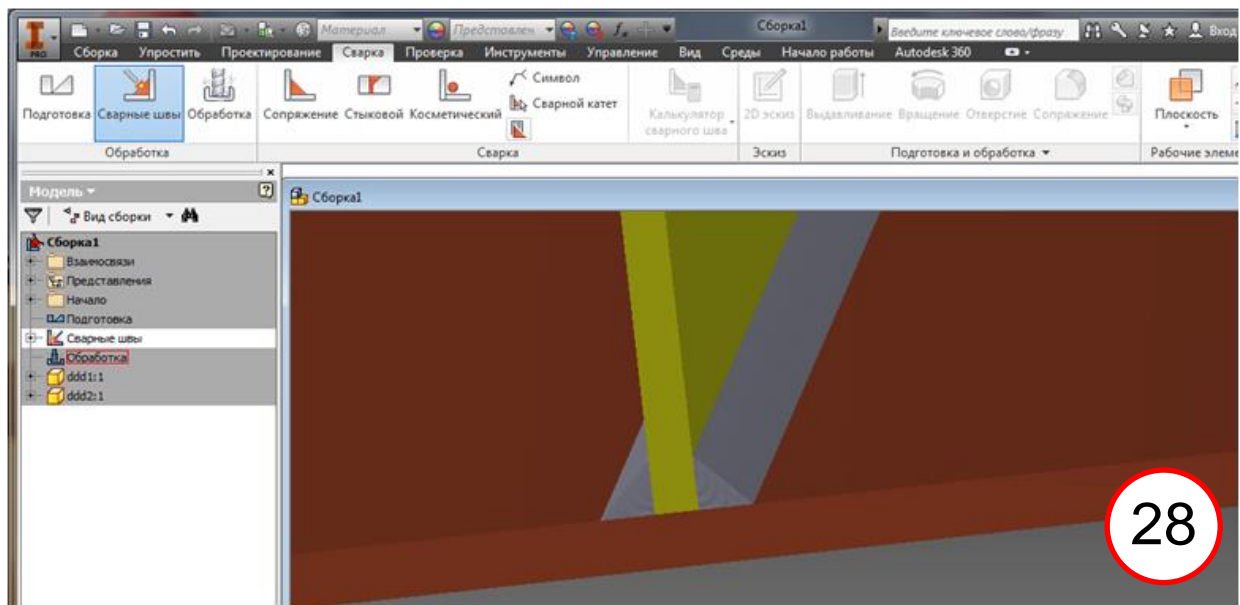 Материал
Представлен
Сборка1
Введите ключевое слово/фразу
Вход
PRO
Сборка Упростить Проектирование Сварка Проверка Инструменты Управление Вид Среды Начало работы Autodesk 360
Подготовка Сварные швы Обработка
Сопряжение Стыковой Косметический
Символ
Сварной катет
Калькулятор сварного шва
2D эскиз
Выдавливание Вращение Отверстие Сопряжение
Плоскость
Обработка
Сварка
Эскиз
Подготовка и обработка
Рабочие элеме
Модель
Вид сборки
Сборка1
Взаимосвязи
Представления
Начало
Подготовка
Сварные швы
Обработка
ddd1:1
ddd2:1
Сборка1
28